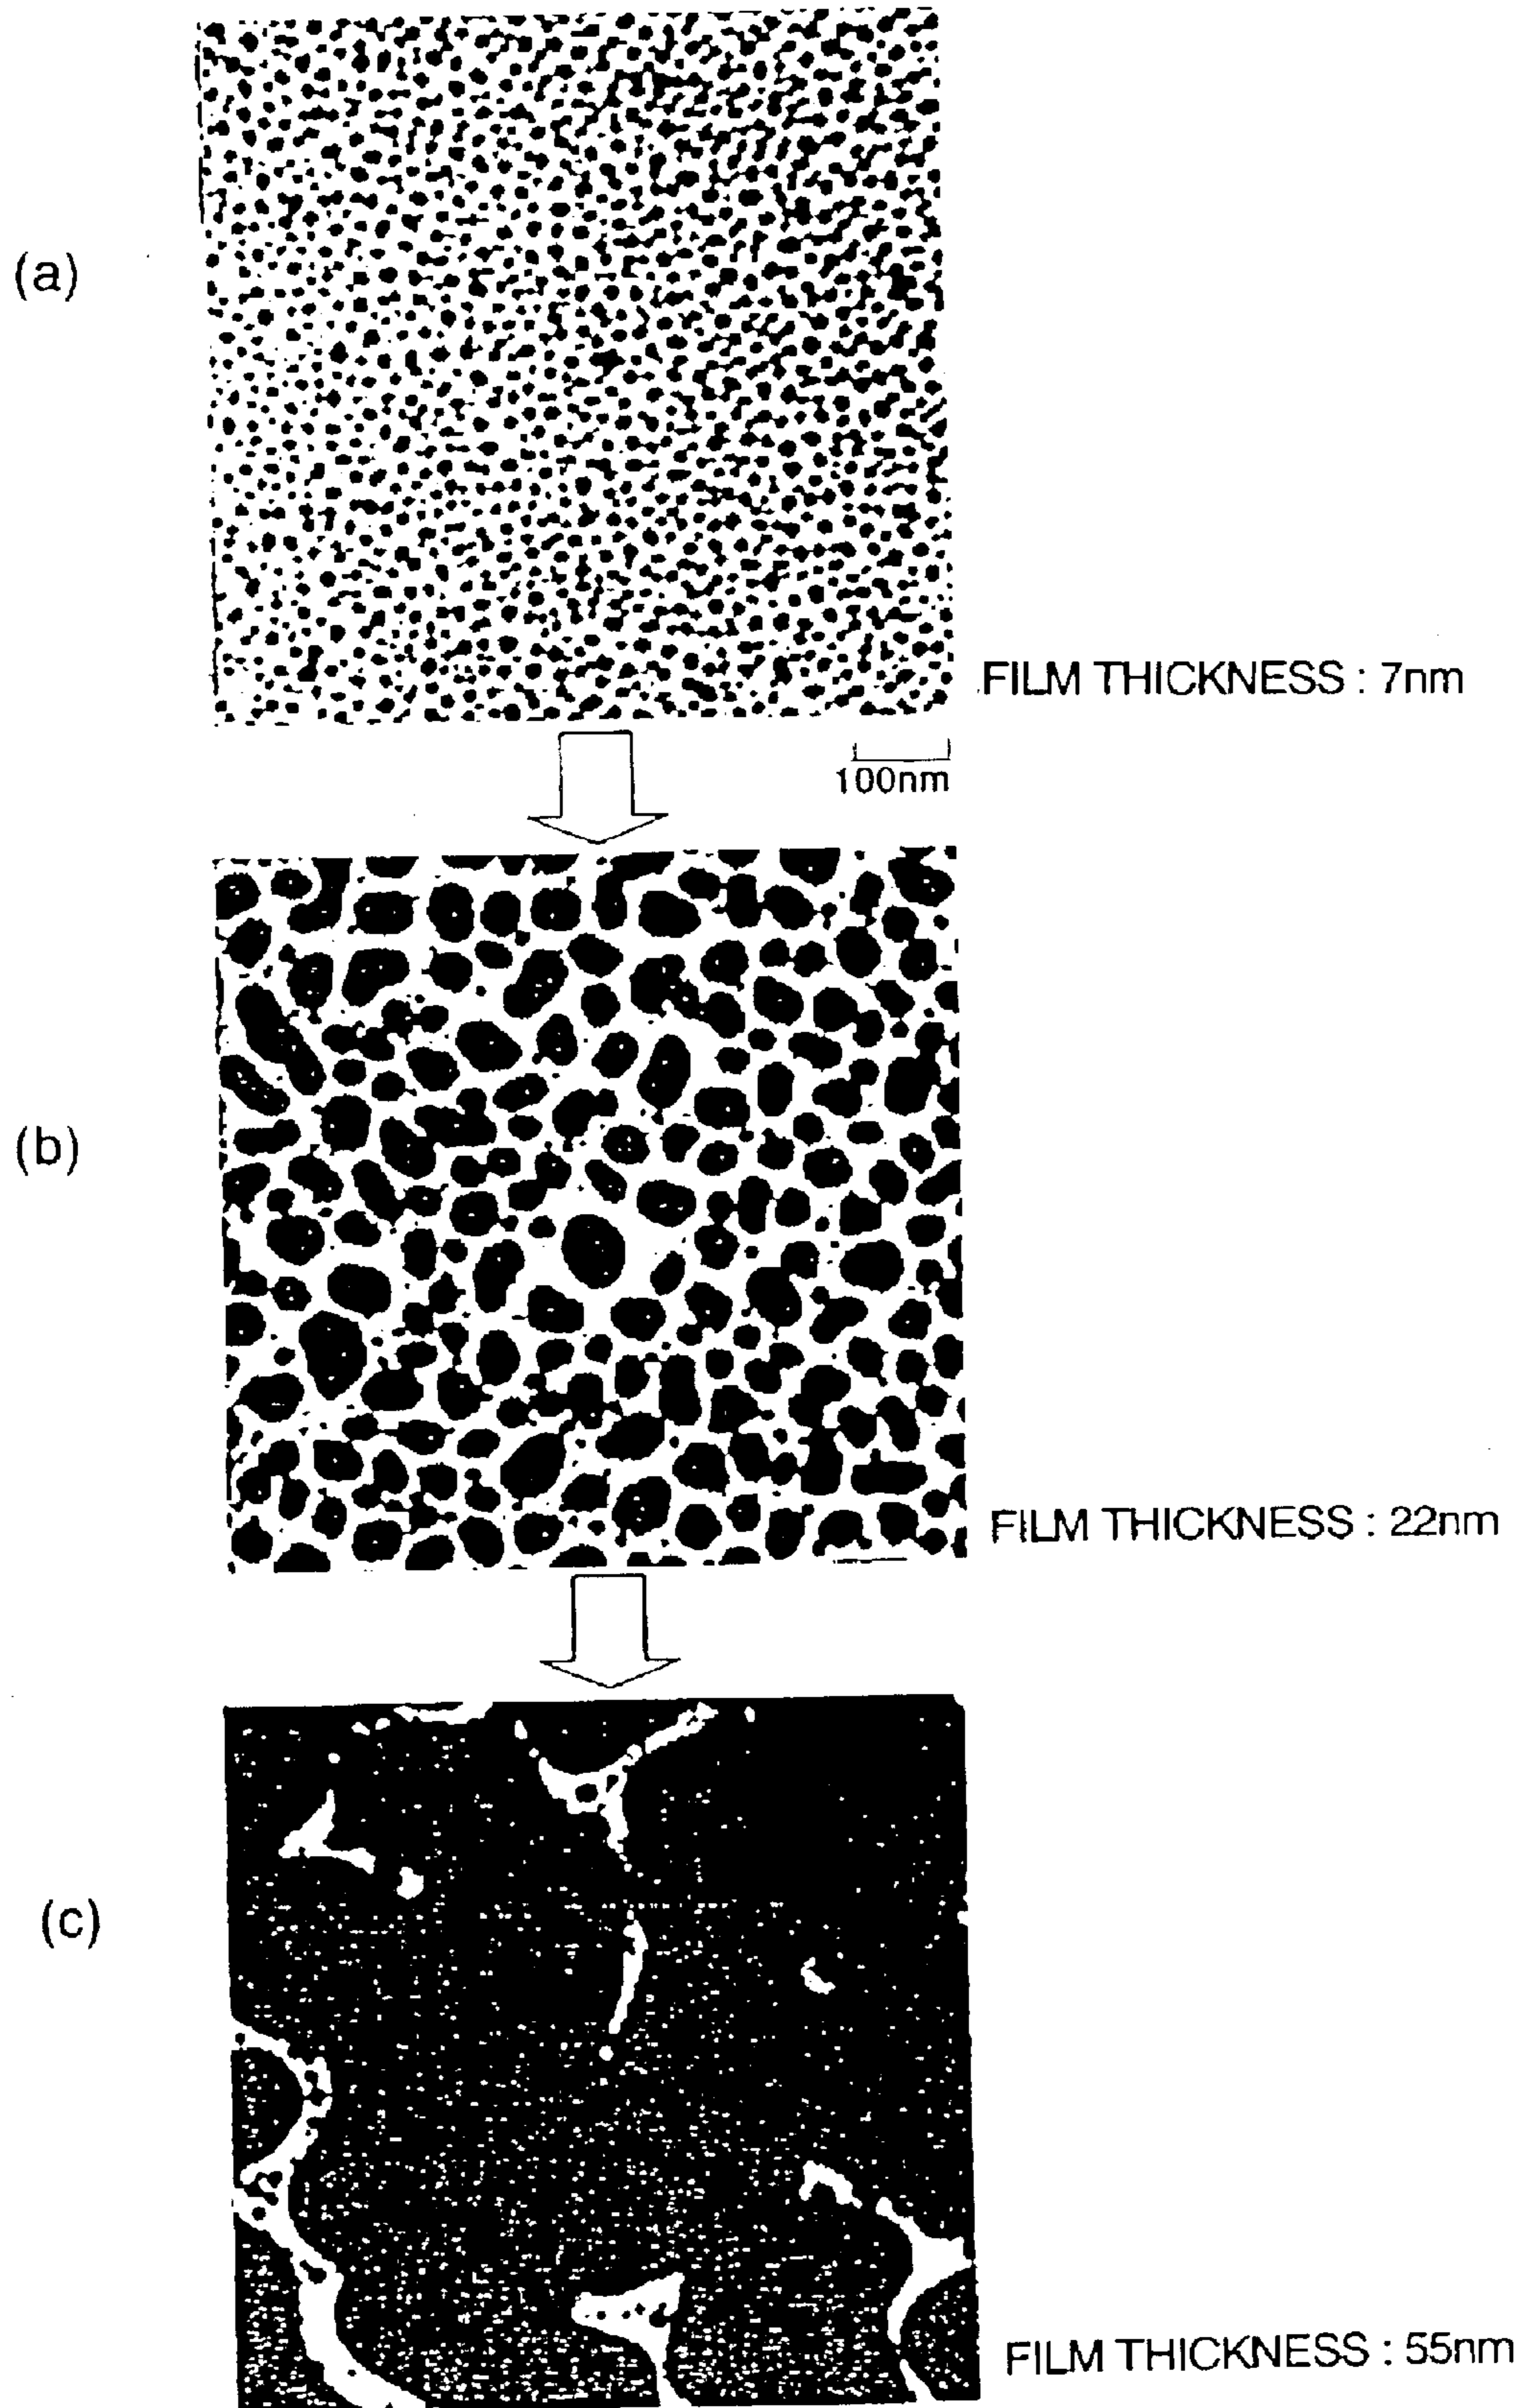 (a)
FILM THICKNESS : 7nm
100nm
(b)
FILM THICKNESS : 22nm
(c)
FILM THICKNESS : 55nm